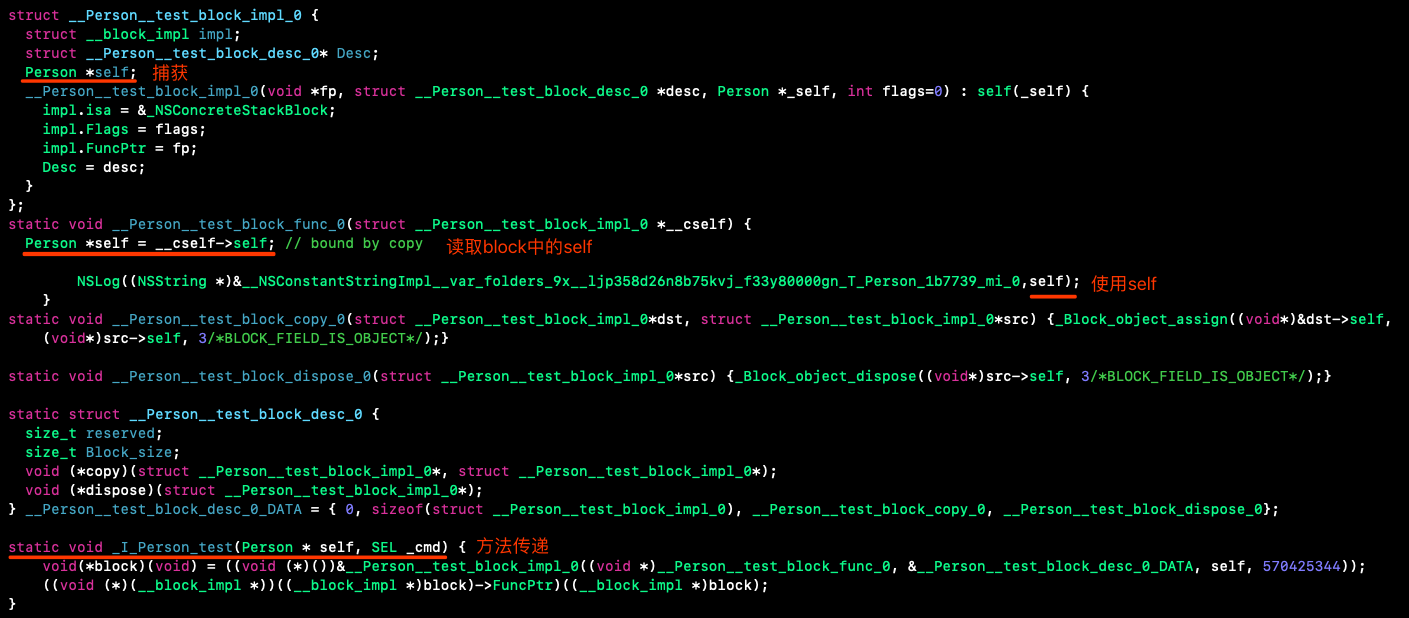 struct __Person__test_block_impl_0 {
  struct __block_impl impl;
  struct __Person__test_block_desc_0* Desc;
  Person *self; 捕获
  __Person__test_block_impl_0(void *fp, struct __Person__test_block_desc_0 *desc, Person *_self, int flags=0) : self(_self) {
    impl.isa = &_NSConcreteStackBlock;
    impl.Flags = flags;
    impl.FuncPtr = fp;
    Desc = desc;
  }
};
static void __Person__test_block_func_0(struct __Person__test_block_impl_0 *__cself) {
  Person *self = __cself->self; // bound by copy 读取block中的self
        NSLog((NSString *)&__NSConstantStringImpl__var_folders_9x__ljp358d26n8b75kvj_f33y80000gn_T_Person_1b7739_mi_0,self); 使用self
    }
static void __Person__test_block_copy_0(struct __Person__test_block_impl_0*dst, struct __Person__test_block_impl_0*src) {_Block_object_assign((void*)&dst->self,
    (void*)src->self, 3/*BLOCK_FIELD_IS_OBJECT*/);}
static void __Person__test_block_dispose_0(struct __Person__test_block_impl_0*src) {_Block_object_dispose((void*)src->self, 3/*BLOCK_FIELD_IS_OBJECT*/);}
static struct __Person__test_block_desc_0 {
  size_t reserved;
  size_t Block_size;
  void (*copy)(struct __Person__test_block_impl_0*, struct __Person__test_block_impl_0*);
  void (*dispose)(struct __Person__test_block_impl_0*);
} __Person__test_block_desc_0_DATA = { 0, sizeof(struct __Person__test_block_impl_0), __Person__test_block_copy_0, __Person__test_block_dispose_0};
static void _I_Person_test(Person * self, SEL _cmd) { 方法传递
    void(*block)(void) = ((void (*)())&__Person__test_block_impl_0((void *)__Person__test_block_func_0, &__Person__test_block_desc_0_DATA, self, 570425344));
    ((void (*)(__block_impl *))((__block_impl *)block)->FuncPtr)((__block_impl *)block);
}